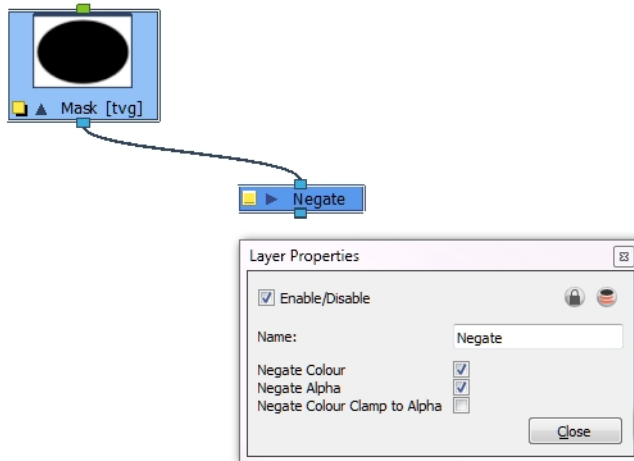 Mask [tvg]
Negate
Layer Properties
Enable/Disable
Name: Negate
Negate Colour
Negate Alpha
Negate Colour Clamp to Alpha
Close